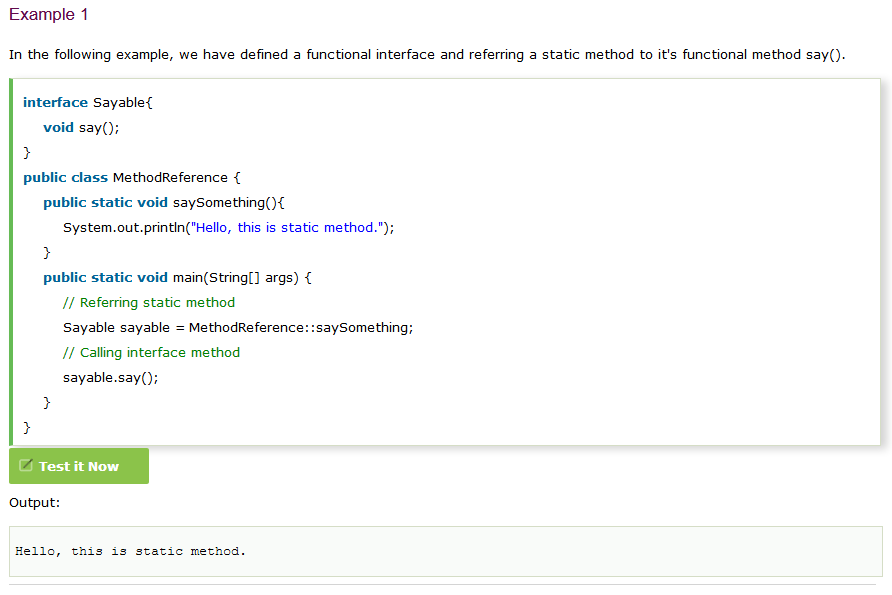 Example 1
In the following example, we have defined a functional interface and referring a static method to it's functional method say().
interface Sayable{
void say();
}
public class MethodReference {
public static void saySomething(){
System.out.println("Hello, this is static method.");
}
public static void main(String[] args) {
// Referring static method
Sayable sayable = MethodReference::saySomething;
// Calling interface method
sayable.say();
}
}
Test it Now
Output:
Hello, this is static method.